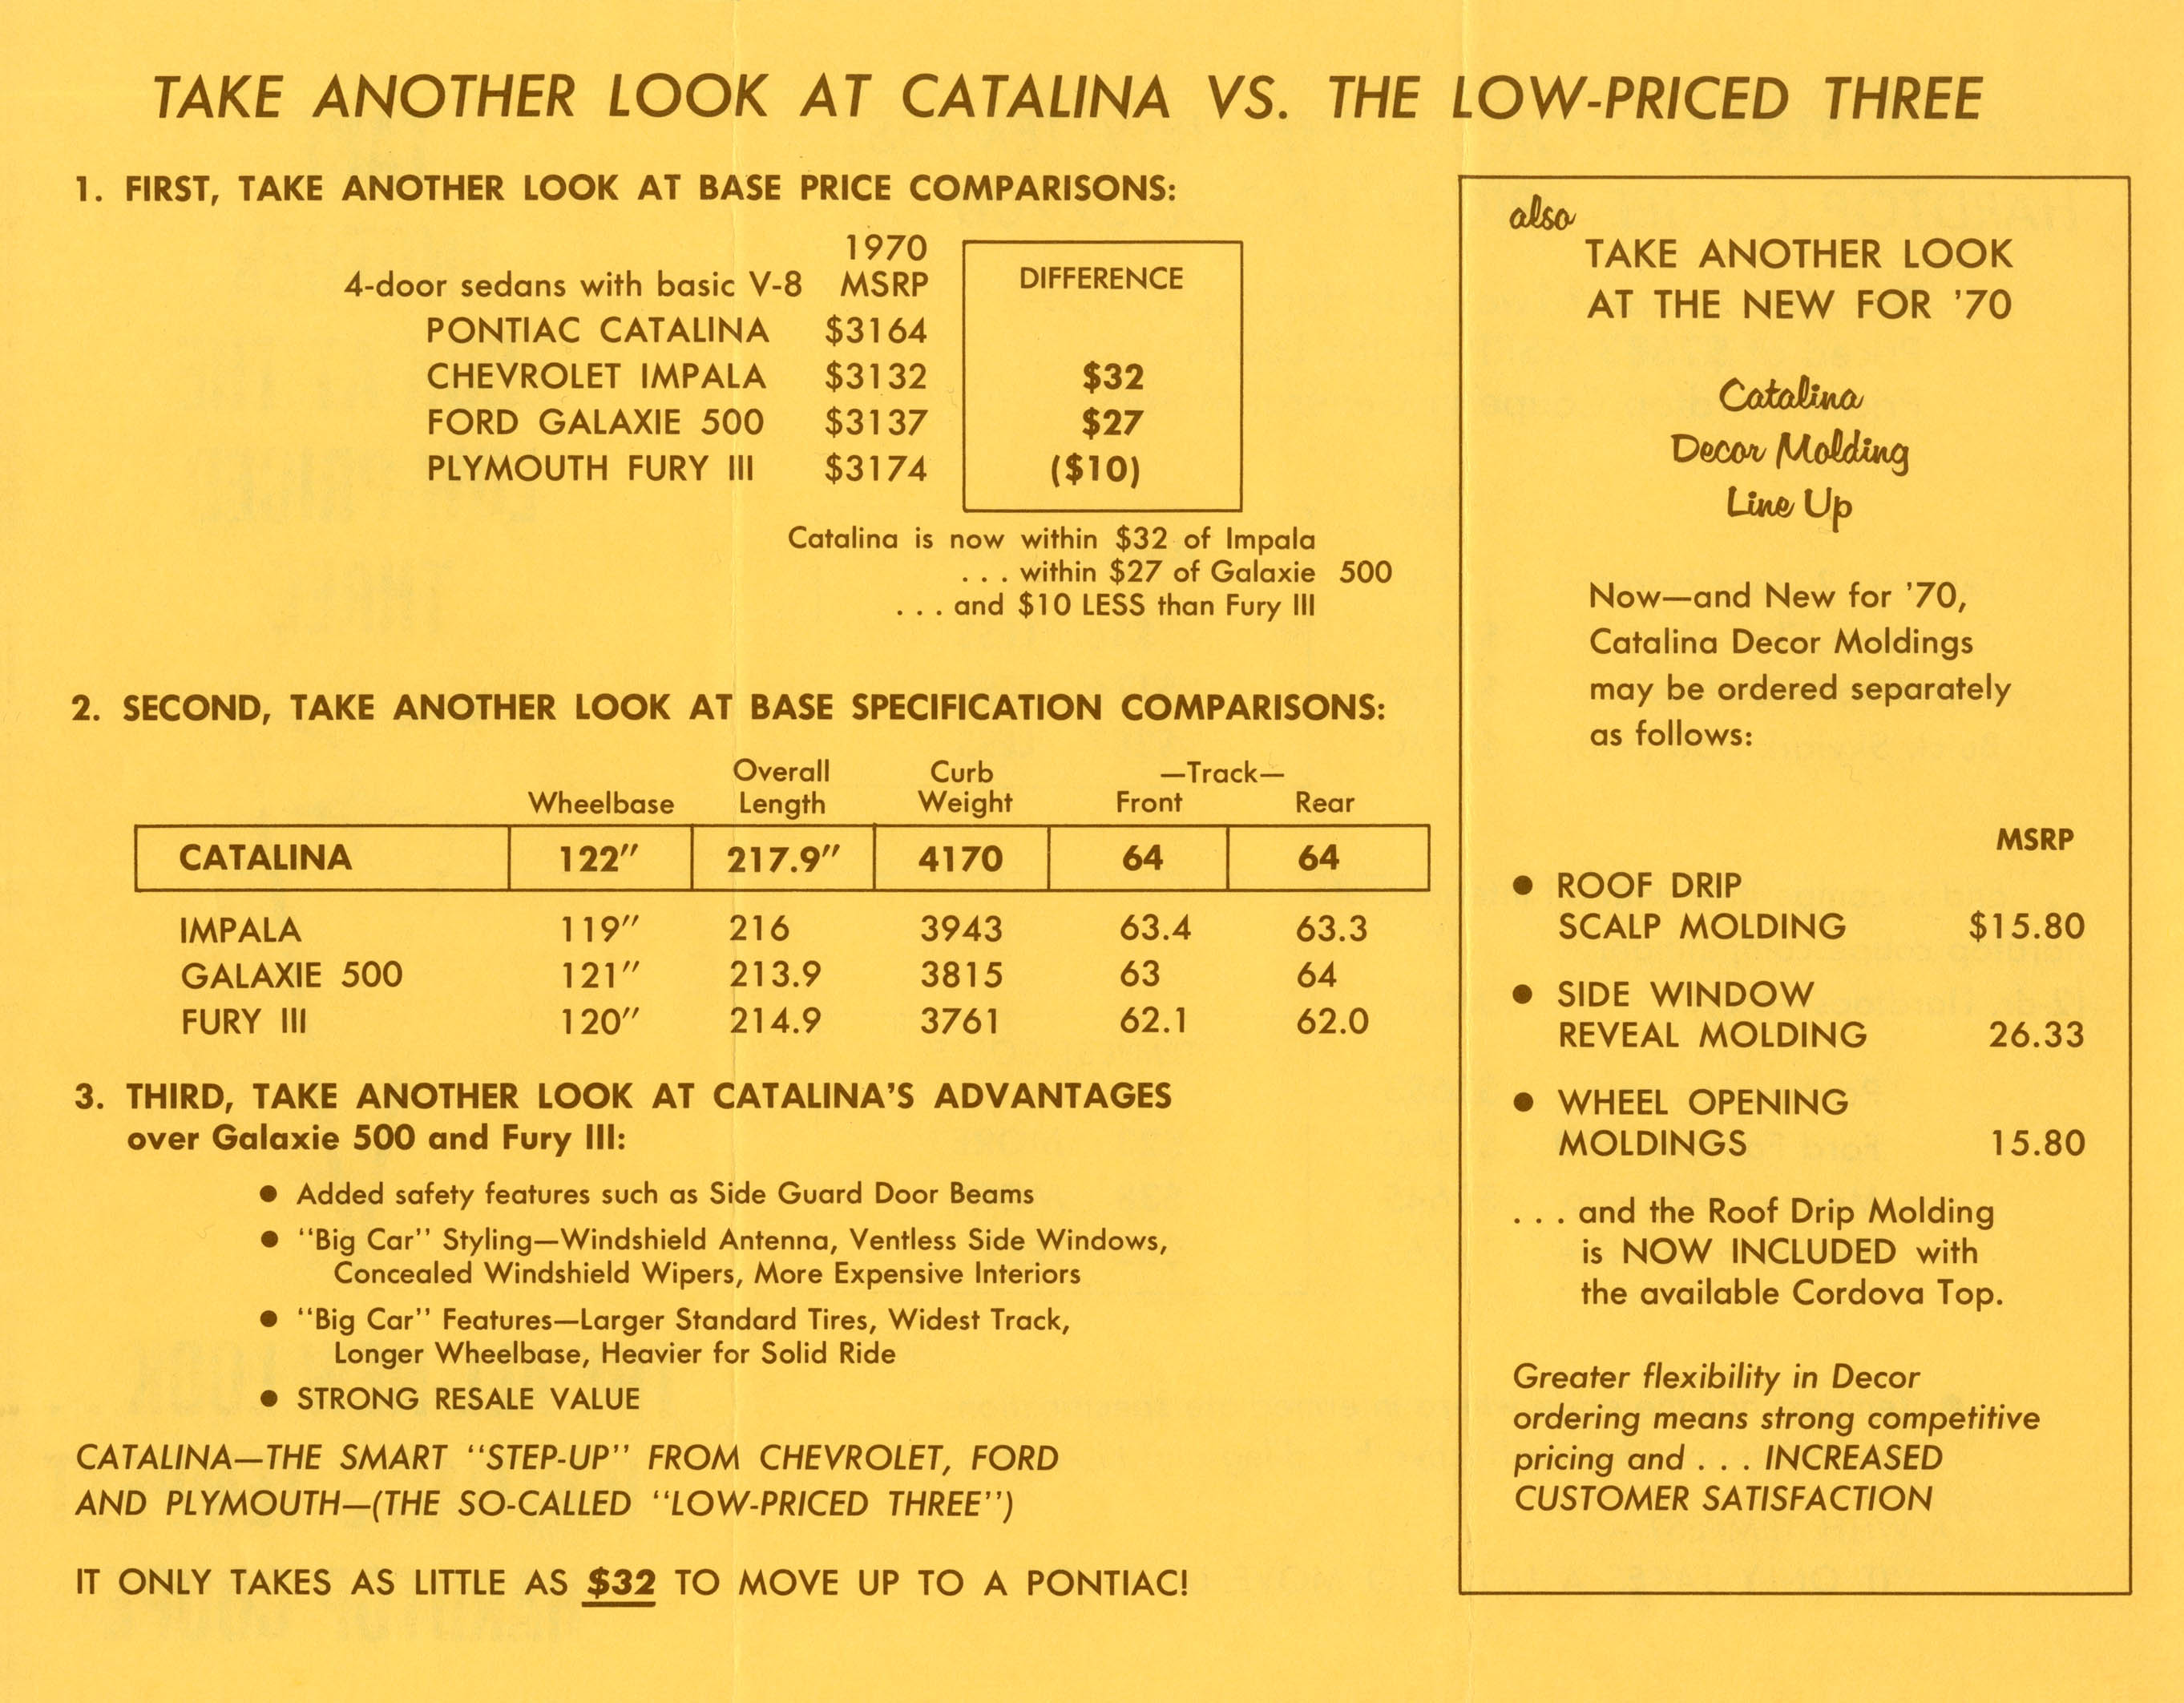 TAKE ANOTHER LOOK AT CATALINA VS. THE LOW-PRICED THREE
1. FIRST, TAKE ANOTHER LOOK AT BASE PRICE COMPARISONS:
1970
4-door sedans with basic V-8 MSRP DIFFERENCE
PONTIAC CATALINA $3164
CHEVROLET IMPALA $3132 $32
FORD GALAXIE 500 $3137 $27
PLYMOUTH FURY III $3174 ($10)
Catalina is now within $32 of Impala
. . . within $27 of Galaxie 500
. . . and $10 LESS than Fury III
2. SECOND, TAKE ANOTHER LOOK AT BASE SPECIFICATION COMPARISONS:
Overall Curb —Track—
Wheelbase Length Weight Front Rear
CATALINA 122″ 217.9″ 4170 64 64
IMPALA 119″ 216 3943 63.4 63.3
GALAXIE 500 121″ 213.9 3815 63 64
FURY III 120″ 214.9 3761 62.1 62.0
3. THIRD, TAKE ANOTHER LOOK AT CATALINA'S ADVANTAGES
over Galaxie 500 and Fury III:
● Added safety features such as Side Guard Door Beams
● "Big Car" Styling—Windshield Antenna, Ventless Side Windows,
Concealed Windshield Wipers, More Expensive Interiors
● "Big Car" Features—Larger Standard Tires, Widest Track,
Longer Wheelbase, Heavier for Solid Ride
● STRONG RESALE VALUE
CATALINA—THE SMART "STEP-UP" FROM CHEVROLET, FORD
AND PLYMOUTH—(THE SO-CALLED "LOW-PRICED THREE")
IT ONLY TAKES AS LITTLE AS $32 TO MOVE UP TO A PONTIAC!
also
TAKE ANOTHER LOOK
AT THE NEW FOR '70
Catalina
Decor Molding
Line Up
Now—and New for '70,
Catalina Decor Moldings
may be ordered separately
as follows:
MSRP
● ROOF DRIP
SCALP MOLDING $15.80
● SIDE WINDOW
REVEAL MOLDING 26.33
● WHEEL OPENING
MOLDINGS 15.80
. . . and the Roof Drip Molding
is NOW INCLUDED with
the available Cordova Top.
Greater flexibility in Decor
ordering means strong competitive
pricing and . . . INCREASED
CUSTOMER SATISFACTION